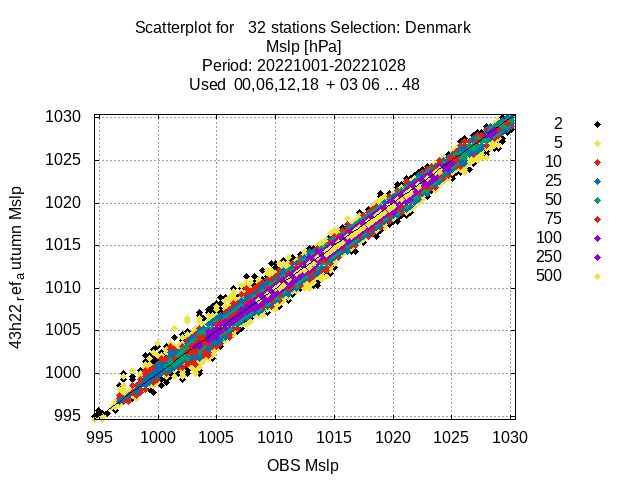 Scatterplot for   32 stations Selection: Denmark
Mslp [hPa]
Period: 20221001-20221028
Used  00,06,12,18  + 03 06 ... 48
1030
1025
1020
1015
1010
1005
1000
995
43h22ref autumn Mslp
995 1000 1005 1010 1015 1020 1025 1030
OBS Mslp
2
5
10
25
50
75
100
250
500